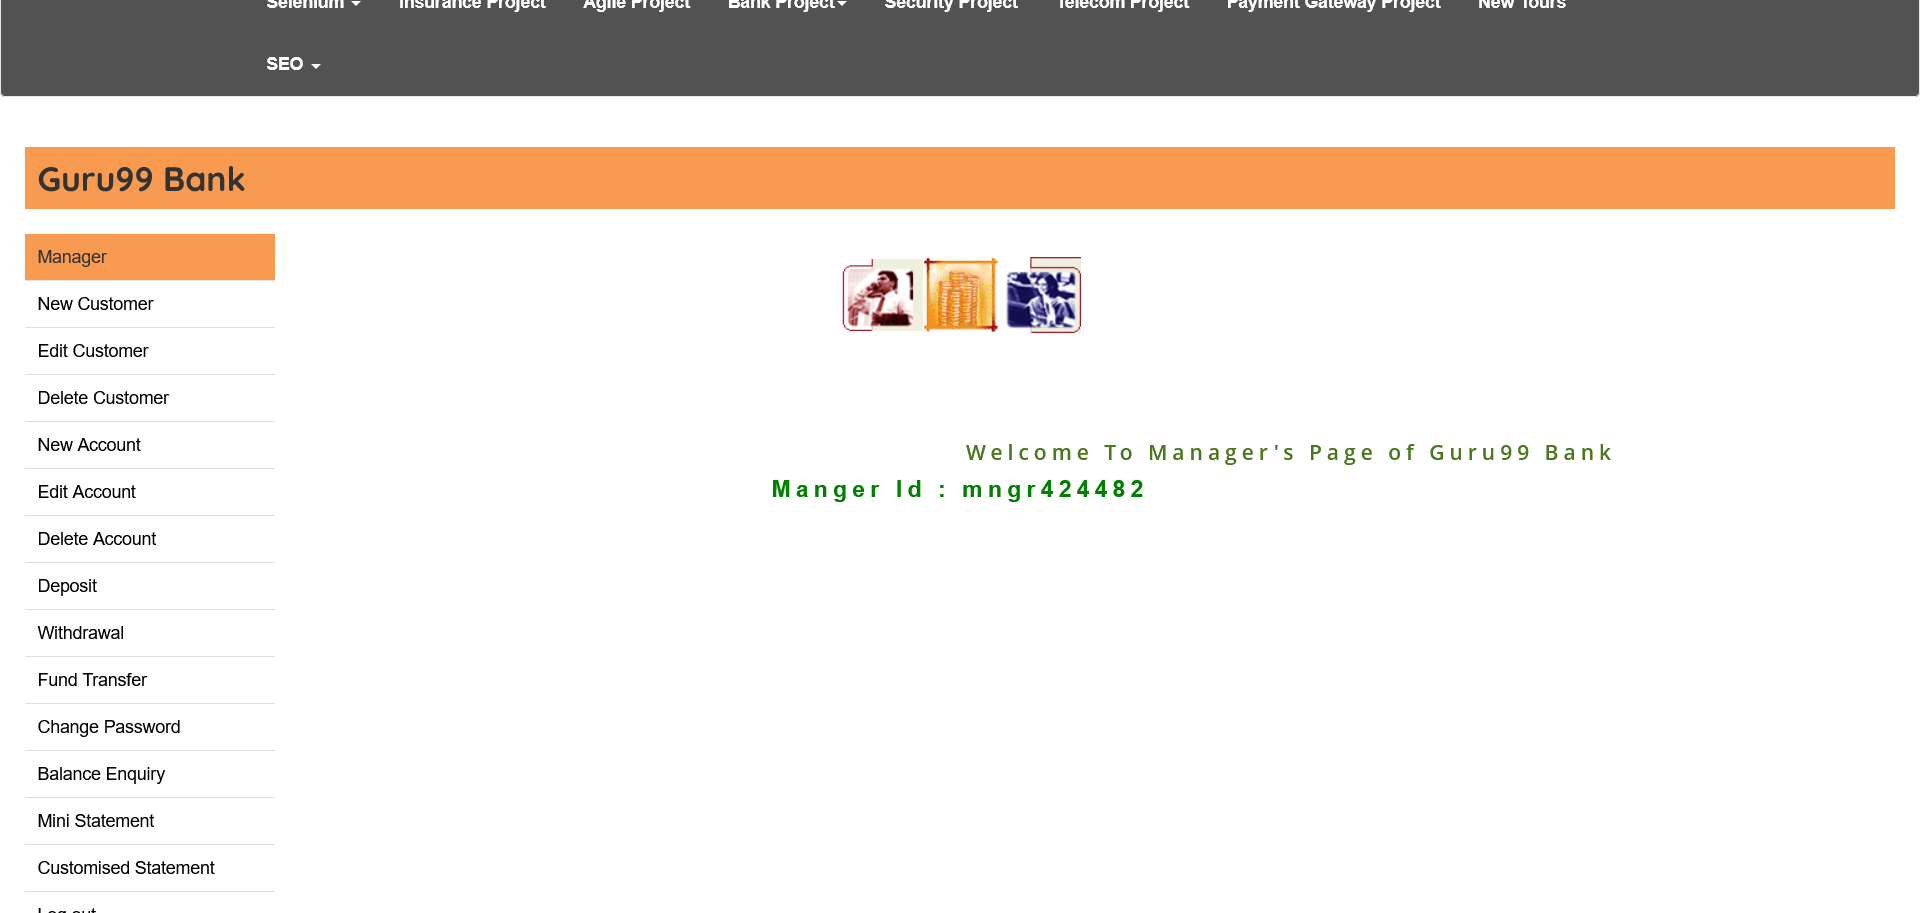 Selenium Insurance Project Agile Project Bank Project Security Project Telecom Project Payment Gateway Project New Tours
SEO
Guru99 Bank
Manager
New Customer
Edit Customer
Delete Customer
New Account
Edit Account
Delete Account
Deposit
Withdrawal
Fund Transfer
Change Password
Balance Enquiry
Mini Statement
Customised Statement
Log out
Welcome To Manager's Page of Guru99 Bank
Manger Id : mngr424482